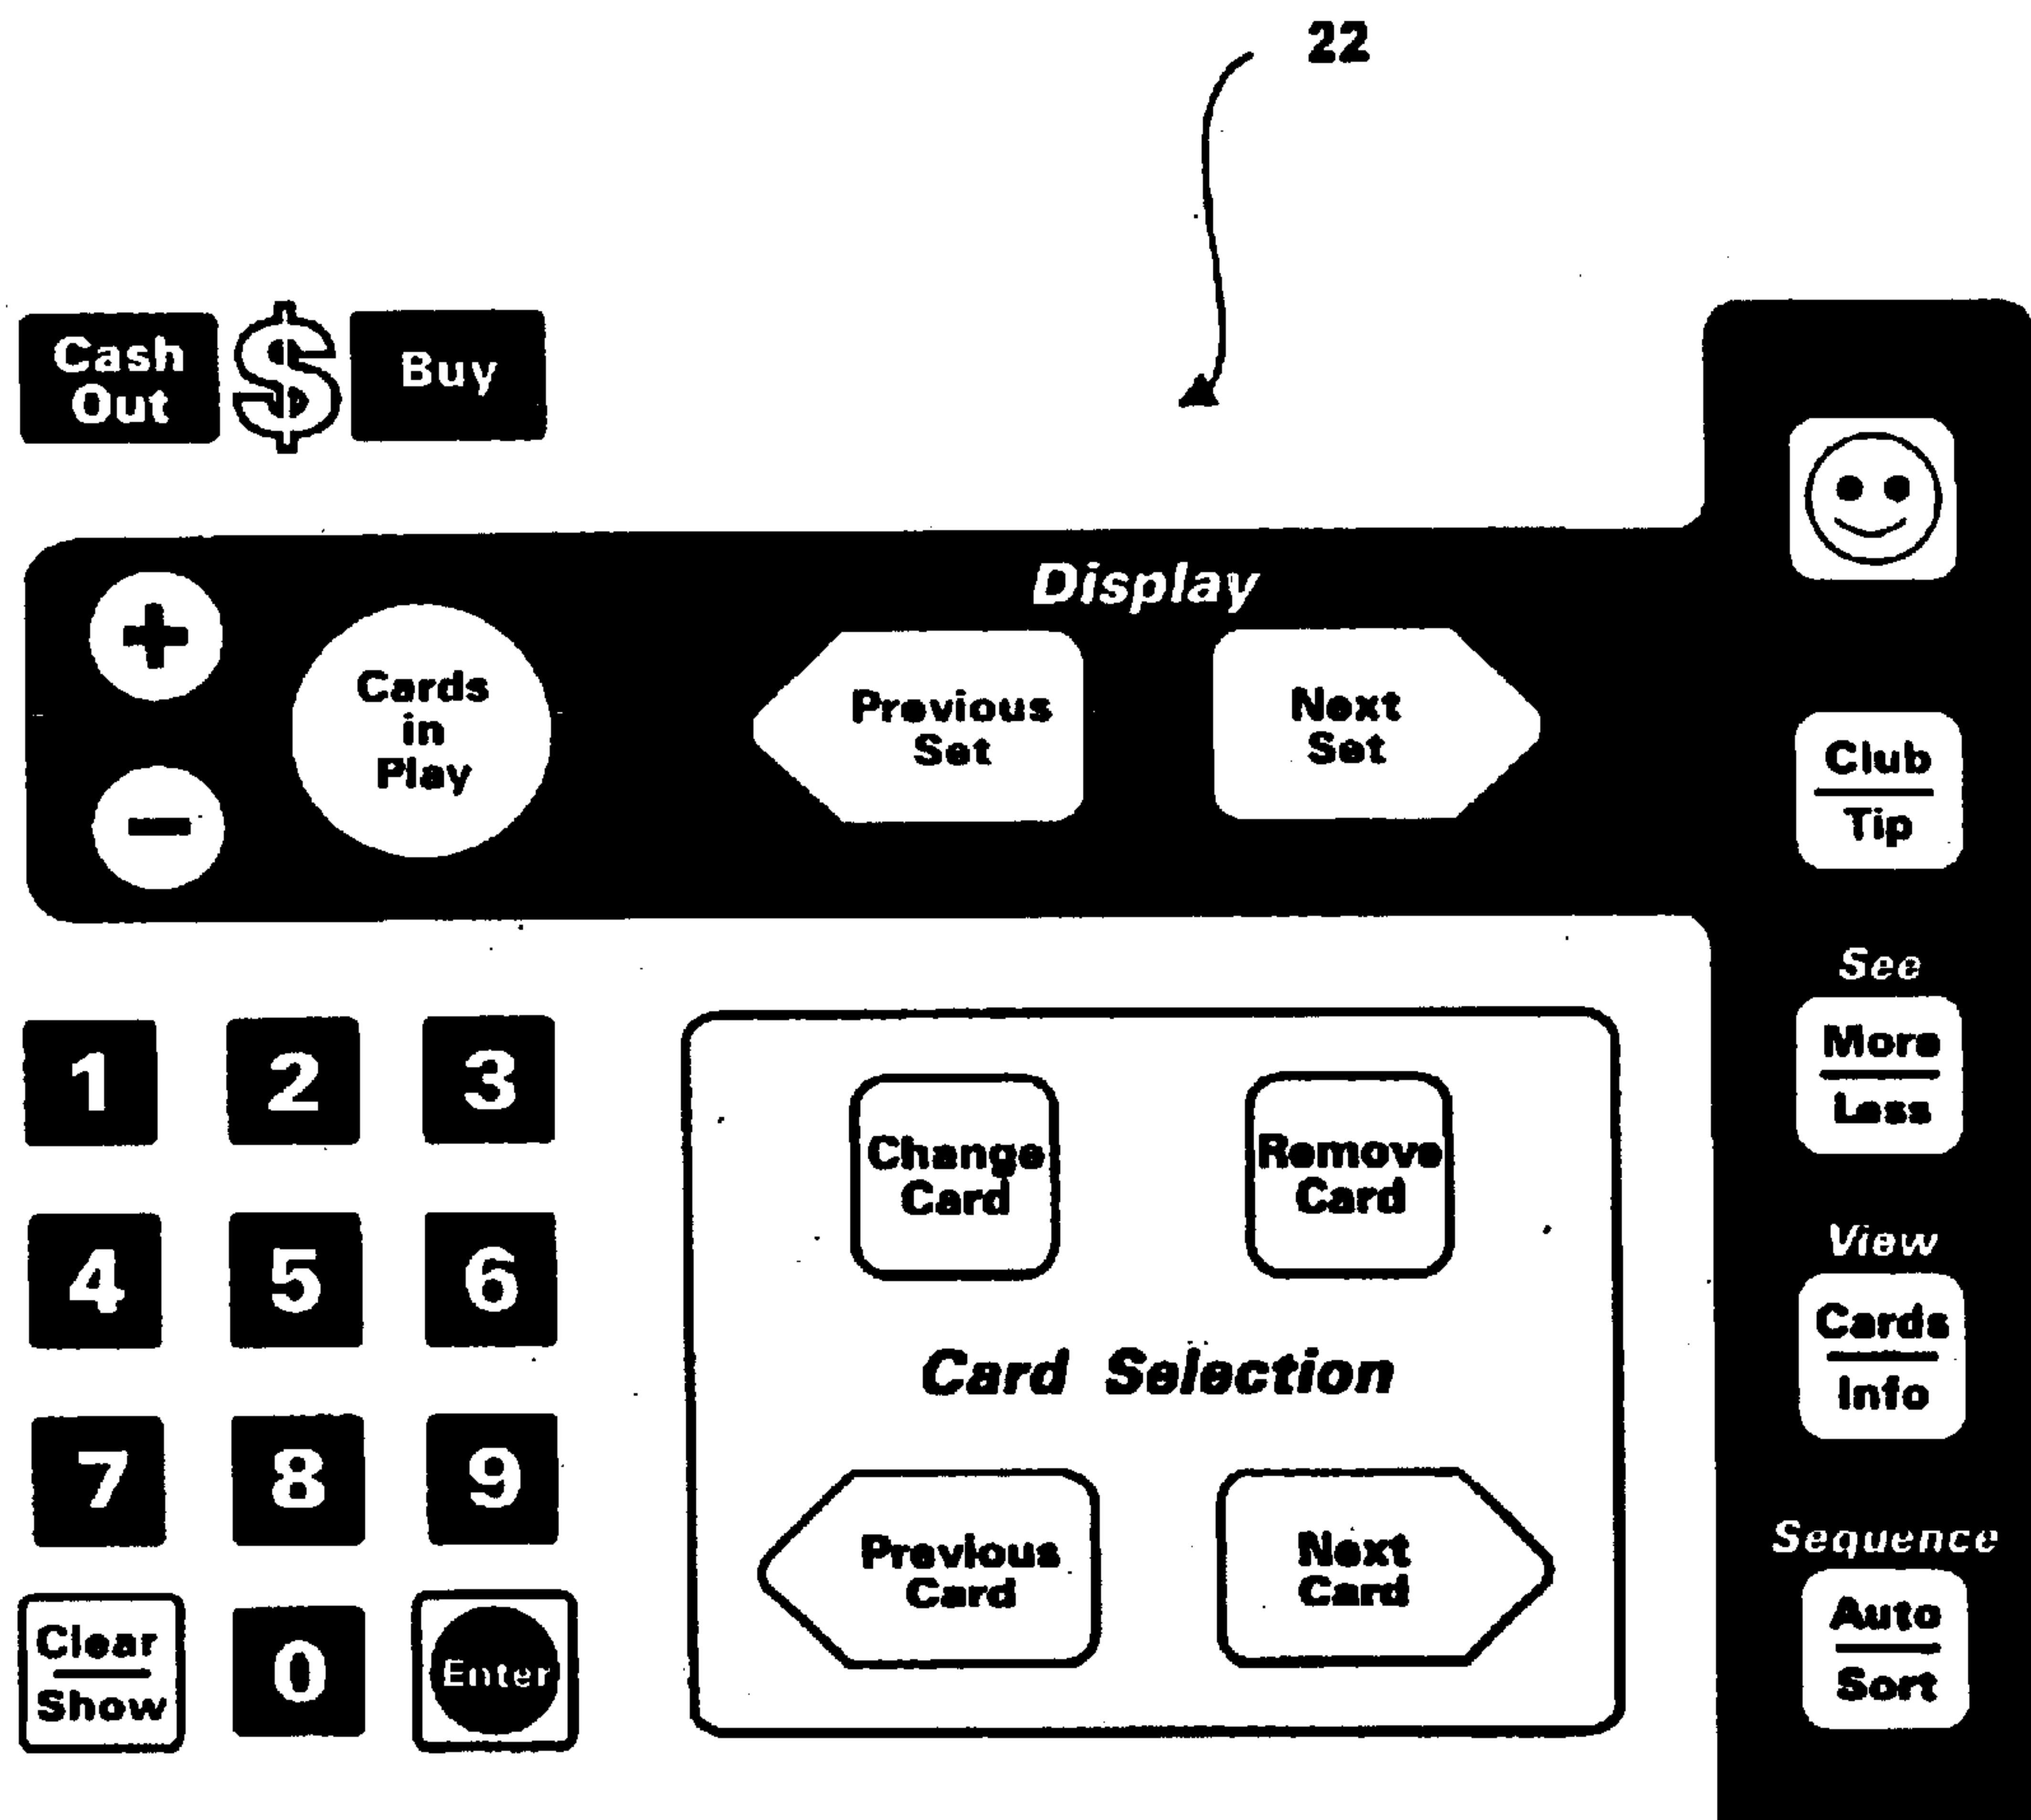 22
Cash
Out
$
Buy
Display
+
Cards
in
Play
−
Previous
Set
Next
Set
Club
Tip
See
More
Less
View
Cards
Info
Sequence
Auto
Sort
1 2 3
4 5 6
7 8 9
Clear
Show
0
Enter
Change
Card
Remove
Card
Card Selection
Previous
Card
Next
Card